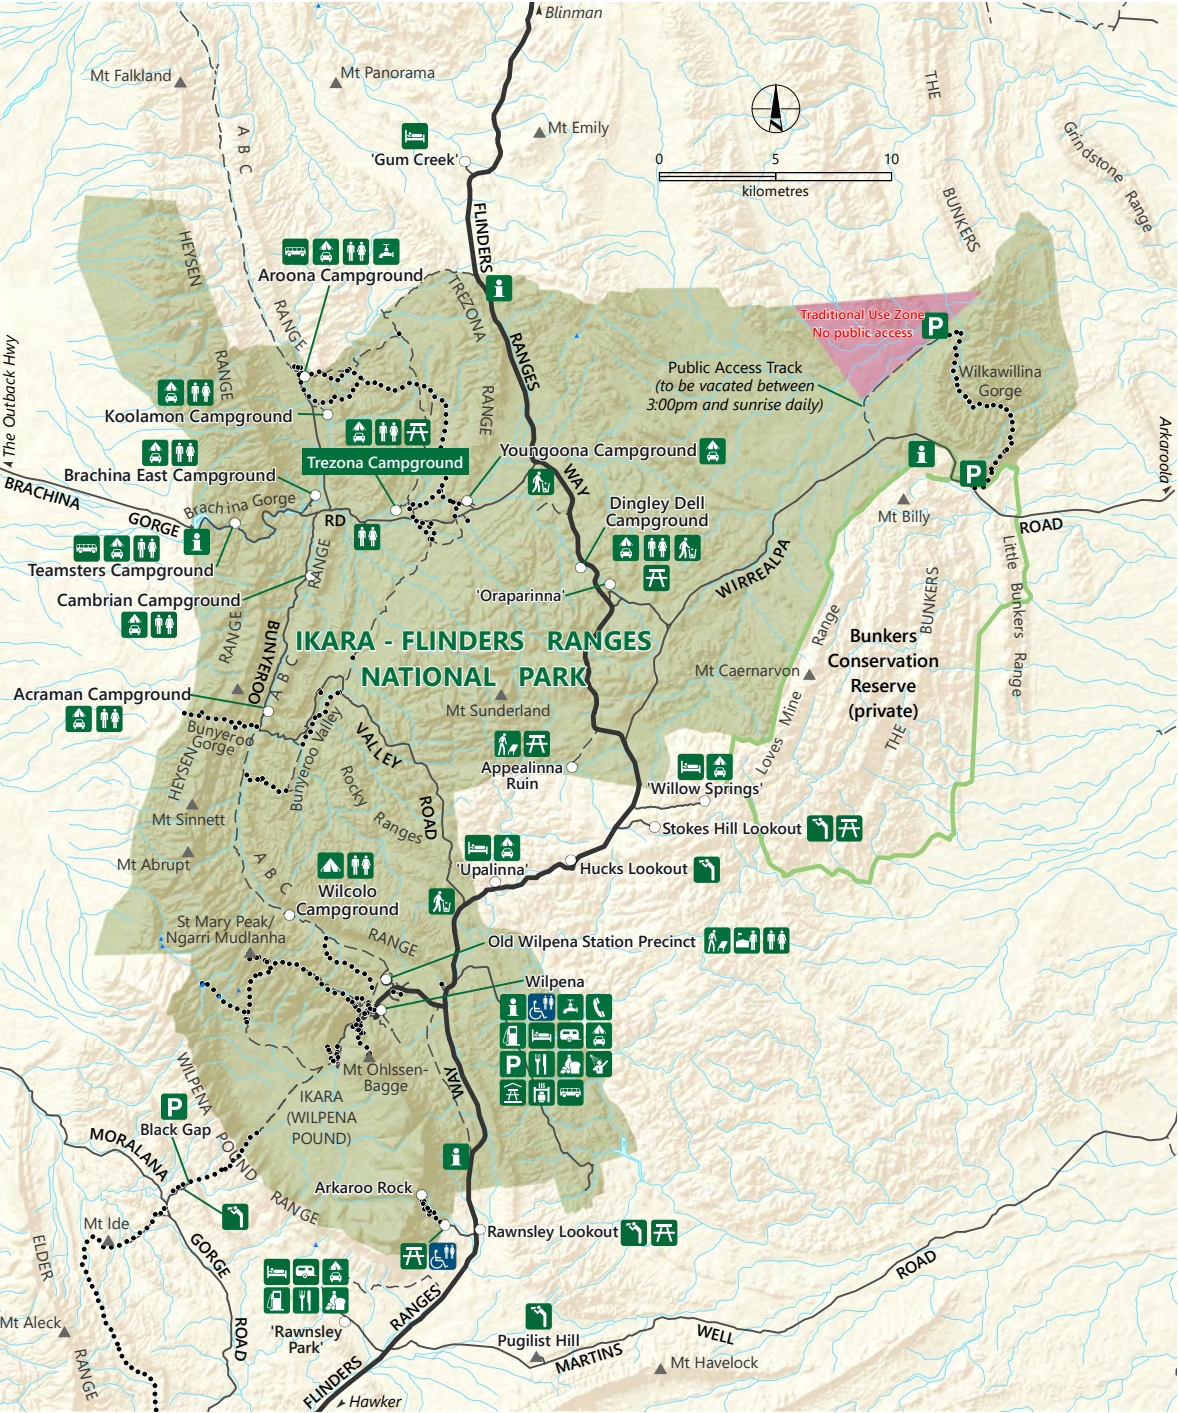 Blinman
Mt Falkland
Mt Panorama
THE
Mt Emily
A B C
Grindstone Range
'Gum Creek'
0 5 10
kilometres
BUNKERS
FLINDERS
HEYSEN
Aroona Campground
TREZONA
RANGE
Traditional Use Zone
No public access
P
RANGES
The Outback Hwy
RANGE
Public Access Track
(to be vacated between
3:00pm and sunrise daily)
Wilkawillina
Gorge
RANGE
Koolamon Campground
Arkaroola
Trezona Campground
Youngoona Campground
Brachina East Campground
WAY
P
BRACHINA
GORGE
Brachina Gorge
RD
Dingley Dell
Campground
Mt Billy
ROAD
Teamsters Campground
RANGE
Cambrian Campground
'Oraparinna'
WIRREALPA
Little Bunkers Range
BUNKERS
RANGE
BUNYEROO
IKARA - FLINDERS RANGES
NATIONAL PARK
Range
Bunkers
Conservation
Reserve
(private)
A B C
Mt Caernarvon
Acraman Campground
Mt Sunderland
Bunyeroo
Gorge
Bunyeroo Valley
VALLEY
Loves Mine
THE
HEYSEN
Appealinna
Ruin
Rocky
Ranges
ROAD
'Willow Springs'
Mt Sinnett
Stokes Hill Lookout
Mt Abrupt
A B C
'Upalinna'
Hucks Lookout
Wilcolo
Campground
St Mary Peak/
Ngarri Mudlanha
RANGE
Old Wilpena Station Precinct
Wilpena
P
Mt Ohlssen-
Bagge
WILPENA
WAY
IKARA
(WILPENA
POUND)
P
Black Gap
MORALANA
POUND
Arkaroo Rock
RANGE
Mt Ide
Rawnsley Lookout
ELDER
GORGE
ROAD
RANGES
'Rawnsley
Park'
Mt Aleck
Pugilist Hill
WELL
ROAD
MARTINS
Mt Havelock
RANGE
FLINDERS
Hawker